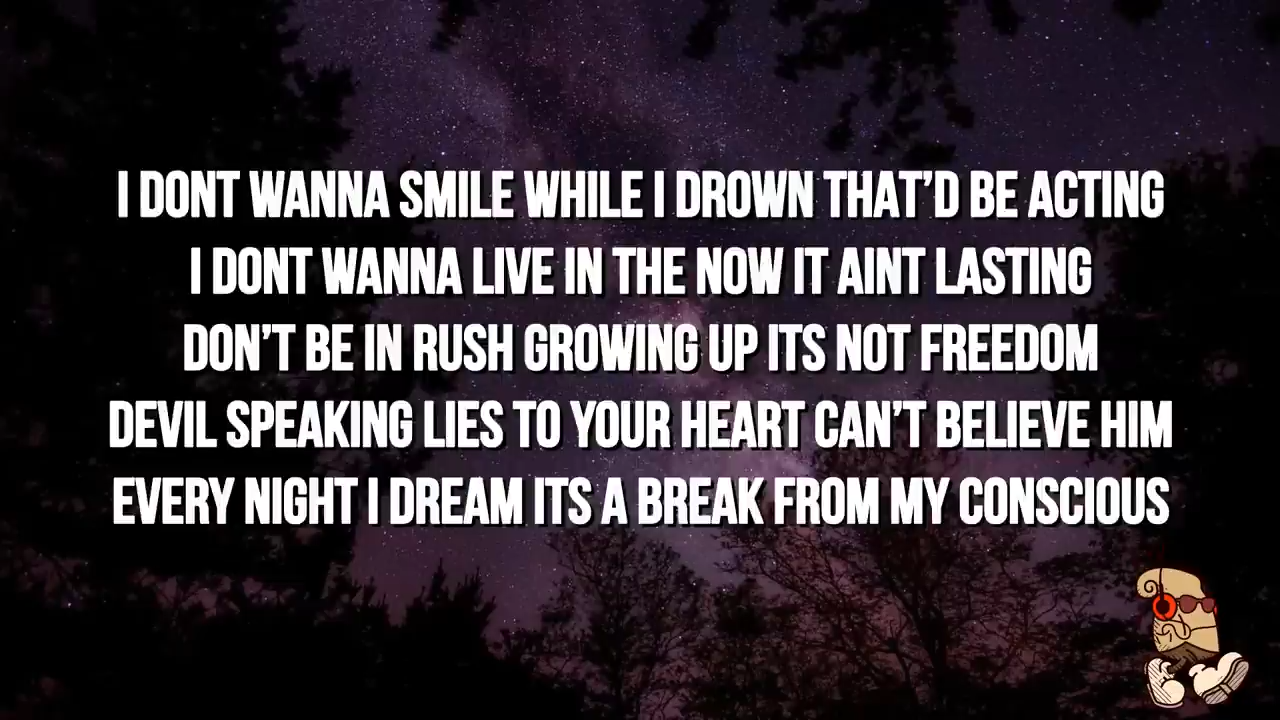 I DONT WANNA SMILE WHILE I DROWN THAT’D BE ACTING
I DONT WANNA LIVE IN THE NOW IT AINT LASTING
DON’T BE IN RUSH GROWING UP ITS NOT FREEDOM
DEVIL SPEAKING LIES TO YOUR HEART CAN’T BELIEVE HIM
EVERY NIGHT I DREAM ITS A BREAK FROM MY CONSCIOUS